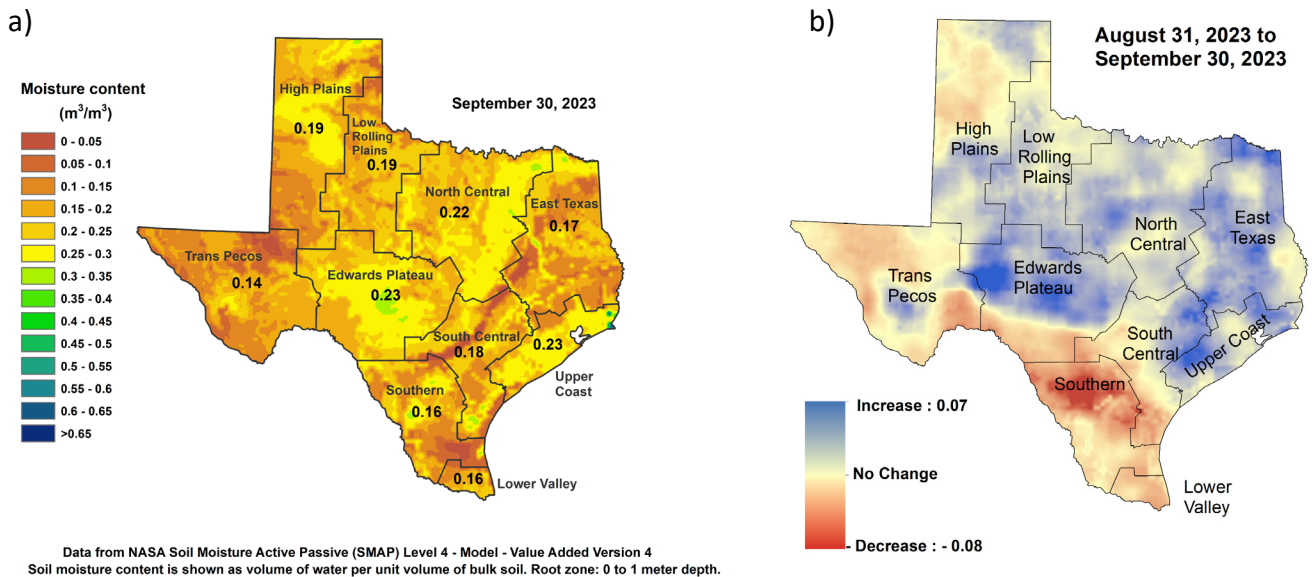 a)
Moisture content
(m³/m³)
0 - 0.05
0.05 - 0.1
0.1 - 0.15
0.15 - 0.2
0.2 - 0.25
0.25 - 0.3
0.3 - 0.35
0.35 - 0.4
0.4 - 0.45
0.45 - 0.5
0.5 - 0.55
0.55 - 0.6
0.6 - 0.65
>0.65
September 30, 2023
High Plains
0.19
Low
Rolling
Plains
0.19
North Central
0.22
East Texas
0.17
Trans Pecos
0.14
Edwards Plateau
0.23
South Central
0.18
0.23
Upper
Coast
Southern
0.16
0.16
Lower Valley
Data from NASA Soil Moisture Active Passive (SMAP) Level 4 - Model - Value Added Version 4
Soil moisture content is shown as volume of water per unit volume of bulk soil. Root zone: 0 to 1 meter depth.
b)
August 31, 2023 to
September 30, 2023
High
Plains
Low
Rolling
Plains
North
Central
East
Texas
Trans
Pecos
Edwards
Plateau
South
Central
Upper Coast
Southern
Lower
Valley
Increase : 0.07
No Change
Decrease : - 0.08